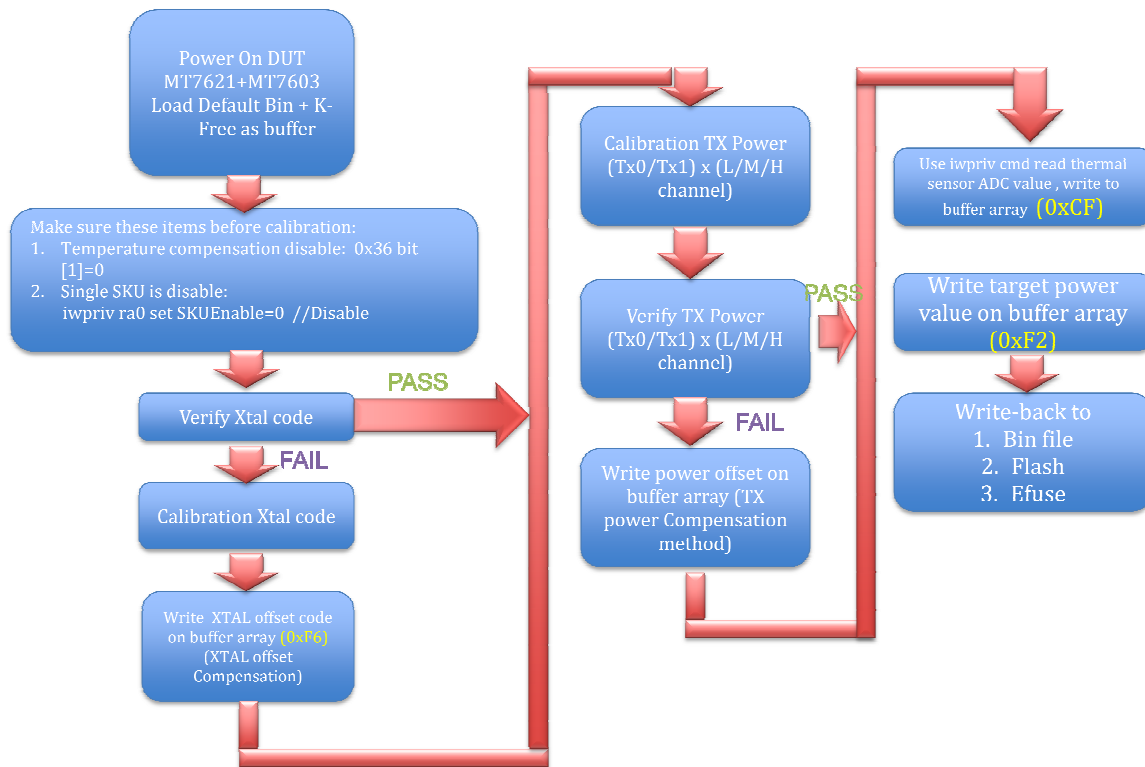 Power On DUT
MT7621+MT7603
Load Default Bin + K-
Free as buffer
Make sure these items before calibration:
1. Temperature compensation disable: 0x36 bit
[1]=0
2. Single SKU is disable:
iwpriv ra0 set SKUEnable=0 //Disable
PASS
Verify Xtal code
FAIL
Calibration Xtal code
Write XTAL offset code
on buffer array (0xF6)
(XTAL offset
Compensation)
Calibration TX Power
(Tx0/Tx1) x (L/M/H
channel)
PASS
Verify TX Power
(Tx0/Tx1) x (L/M/H
channel)
FAIL
Write power offset on
buffer array (TX
power Compensation
method)
Use iwpriv cmd read thermal
sensor ADC value , write to
buffer array (0xCF)
Write target power
value on buffer array
(0xF2)
Write-back to
1. Bin file
2. Flash
3. Efuse